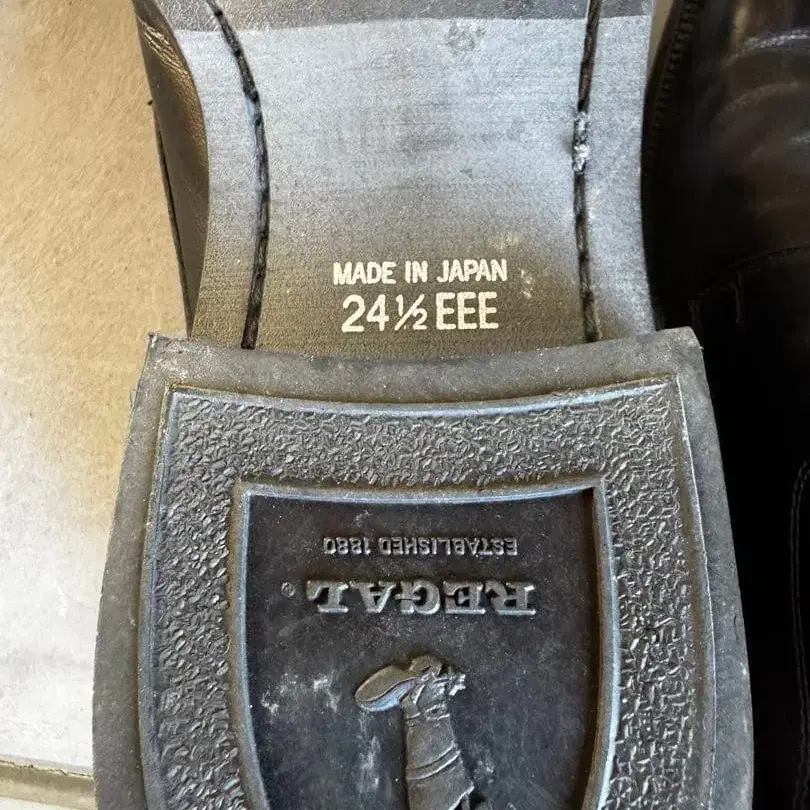 MADE IN JAPAN
24½ EEE
ESTABLISHED 1880
REGAL®